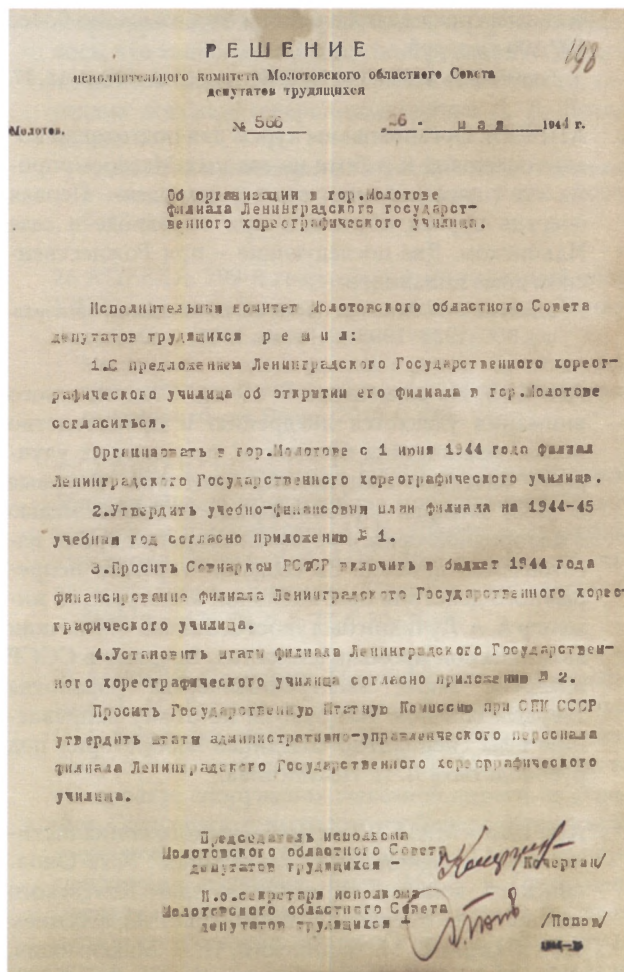 РЕШЕНИЕ
198
исполнительного комитета Молотовского областного Совета
депутатов трудящихся
Молотов.
№ 566 „26- мая 1944 г.
Об организации в гор.Молотове
филиала Ленинградского государст-
венного хореографического училища.
Исполнительный комитет Молотовского областного Совета
депутатов трудящихся р е ш и л:
1.С предложением Ленинградского Государственного хореог-
рафического училища об открытии его филиала в гор.Молотове
согласиться.
Организовать в гор.Молотове с 1 июня 1944 года филиал
Ленинградского Государственного хореографического училища.
2.Утвердить учебно-финансовый план филиала на 1944-45
учебный год согласно приложению № 1.
3.Просить Совнарком РСФСР включить в бюджет 1944 года
финансирование филиала Ленинградского Государственного хорео-
графического училища.
4.Установить штаты филиала Ленинградского Государствен-
ного хореографического училища согласно приложению № 2.
Просить Государственную Штатную Комиссию при СНК СССР
утвердить штаты административно-управленческого персонала
филиала Ленинградского Государственного хореографического
училища.
Председатель исполкома
Молотовского областного Совета
депутатов трудящихся - /Кочергин/
И.о.секретаря исполкома
Молотовского областного Совета
депутатов трудящихся - /Попов/